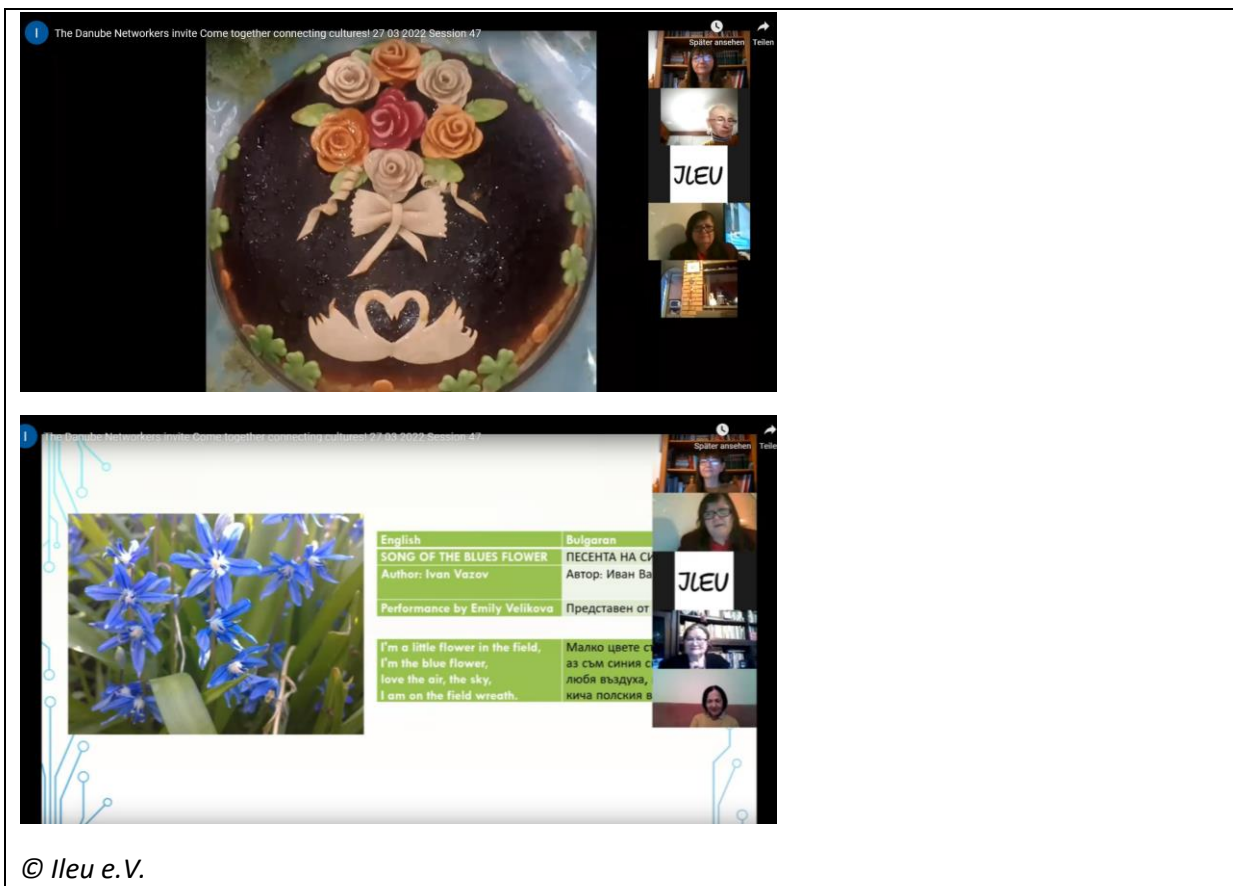 I The Danube Networkers invite Come together connecting cultures! 27 03 2022 Session 47
Später ansehen Teilen
JLEU
I The Danube Networkers invite Come together connecting cultures! 27 03 2022 Session 47
Später ansehen Teile
English Bulgaran
SONG OF THE BLUES FLOWER ПЕСЕНТА НА СИ
Author: Ivan Vazov Автор: Иван Ва
Performance by Emily Velikova Представен от
I'm a little flower in the field, Малко цвете ст
I'm the blue flower, аз съм синия с
love the air, the sky, любя въздуха,
I am on the field wreath. кича полския в
JLEU
© Ileu e.V.